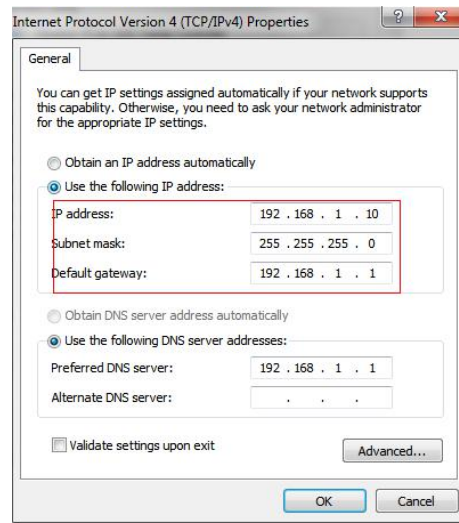 Internet Protocol Version 4 (TCP/IPv4) Properties
General
You can get IP settings assigned automatically if your network supports
this capability. Otherwise, you need to ask your network administrator
for the appropriate IP settings.
Obtain an IP address automatically
Use the following IP address:
IP address: 192 . 168 . 1 . 10
Subnet mask: 255 . 255 . 255 . 0
Default gateway: 192 . 168 . 1 . 1
Obtain DNS server address automatically
Use the following DNS server addresses:
Preferred DNS server: 192 . 168 . 1 . 1
Alternate DNS server: . . .
Validate settings upon exit
Advanced...
OK Cancel